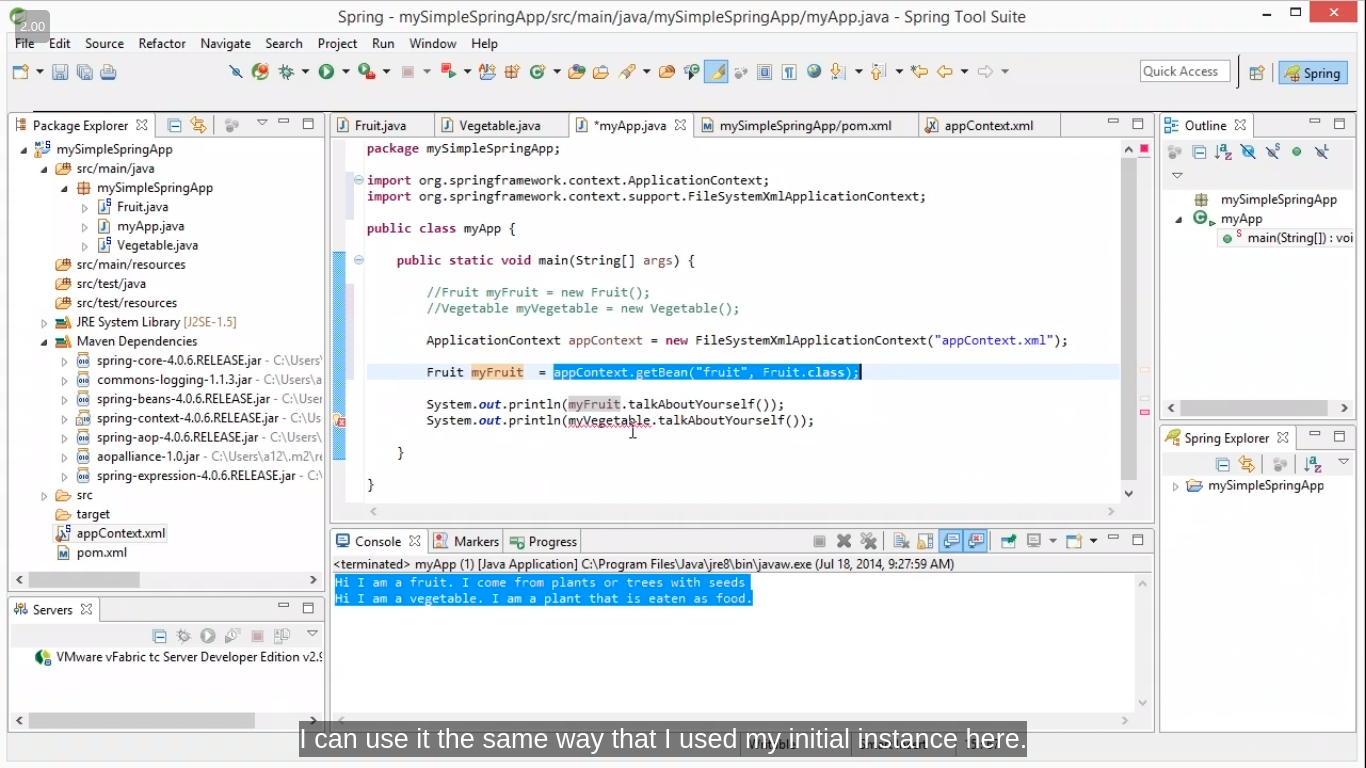 Spring - mySimpleSpringApp/src/main/java/mySimpleSpringApp/myApp.java - Spring Tool Suite
2.00
File Edit Source Refactor Navigate Search Project Run Window Help
Quick Access
Spring
Package Explorer
mySimpleSpringApp
src/main/java
mySimpleSpringApp
Fruit.java
myApp.java
Vegetable.java
src/main/resources
src/test/java
src/test/resources
JRE System Library [J2SE-1.5]
Maven Dependencies
spring-core-4.0.6.RELEASE.jar - C:\Users\
commons-logging-1.1.3.jar - C:\Users\
spring-beans-4.0.6.RELEASE.jar - C:\User
spring-context-4.0.6.RELEASE.jar - C:\Us
spring-aop-4.0.6.RELEASE.jar - C:\Users\
aopalliance-1.0.jar - C:\Users\a12\.m2\re
spring-expression-4.0.6.RELEASE.jar - C:
src
target
appContext.xml
pom.xml
Servers
VMware vFabric tc Server Developer Edition v2.9
Fruit.java Vegetable.java *myApp.java mySimpleSpringApp/pom.xml appContext.xml
package mySimpleSpringApp;
import org.springframework.context.ApplicationContext;
import org.springframework.context.support.FileSystemXmlApplicationContext;
public class myApp {
public static void main(String[] args) {
//Fruit myFruit = new Fruit();
//Vegetable myVegetable = new Vegetable();
ApplicationContext appContext = new FileSystemXmlApplicationContext("appContext.xml");
Fruit myFruit = appContext.getBean("fruit", Fruit.class);
System.out.println(myFruit.talkAboutYourself());
System.out.println(myVegetable.talkAboutYourself());
}
}
Console Markers Progress
<terminated> myApp (1) [Java Application] C:\Program Files\Java\jre8\bin\javaw.exe (Jul 18, 2014, 9:27:59 AM)
Hi I am a fruit. I come from plants or trees with seeds
Hi I am a vegetable. I am a plant that is eaten as food.
Outline
mySimpleSpringApp
myApp
main(String[]) : voi
Spring Explorer
mySimpleSpringApp
I can use it the same way that I used my initial instance here.